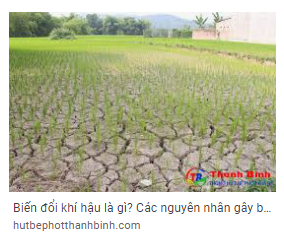 Thanh Bình
Biến đổi khí hậu là gì? Các nguyên nhân gây b...
hutbephotthanhbinh.com